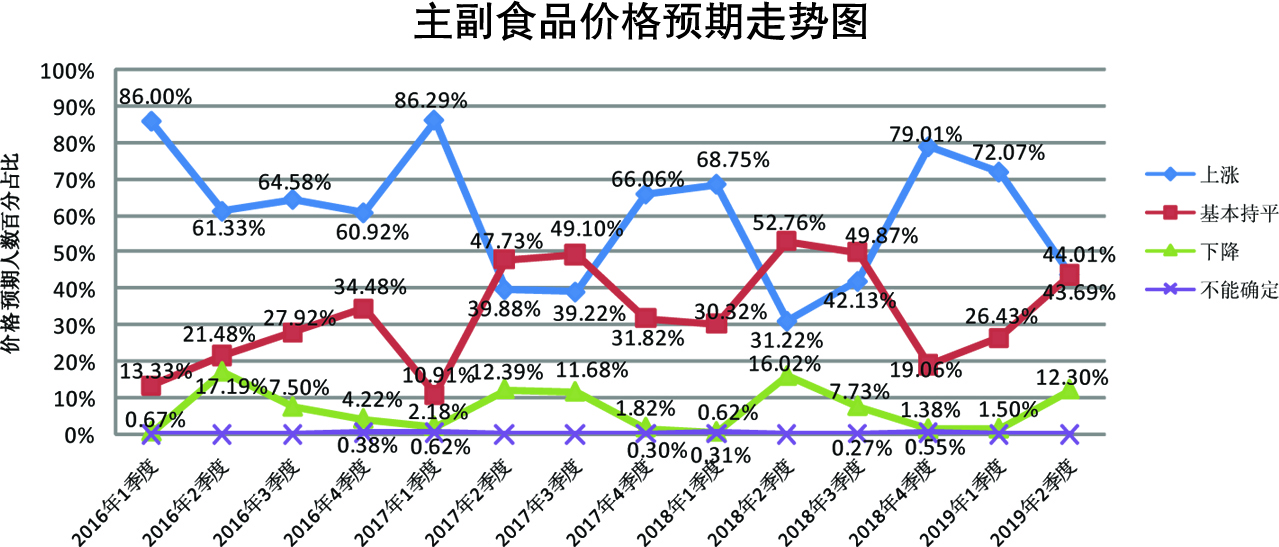 主副食品价格预期走势图
价格预期人数百分占比
100%
90%
80%
70%
60%
50%
40%
30%
20%
10%
0%
86.00%
61.33%
64.58%
60.92%
86.29%
39.88%
39.22%
66.06%
68.75%
31.22%
42.13%
79.01%
72.07%
44.01%
13.33%
21.48%
27.92%
34.48%
10.91%
47.73%
49.10%
31.82%
30.32%
52.76%
49.87%
19.06%
26.43%
43.69%
0.67%
17.19%
7.50%
4.22%
2.18%
12.39%
11.68%
1.82%
0.62%
16.02%
7.73%
1.38%
1.50%
12.30%
0.38%
0.62%
0.30%
0.31%
0.27%
0.55%
2016年1季度
2016年2季度
2016年3季度
2016年4季度
2017年1季度
2017年2季度
2017年3季度
2017年4季度
2018年1季度
2018年2季度
2018年3季度
2018年4季度
2019年1季度
2019年2季度
上涨
基本持平
下降
不能确定